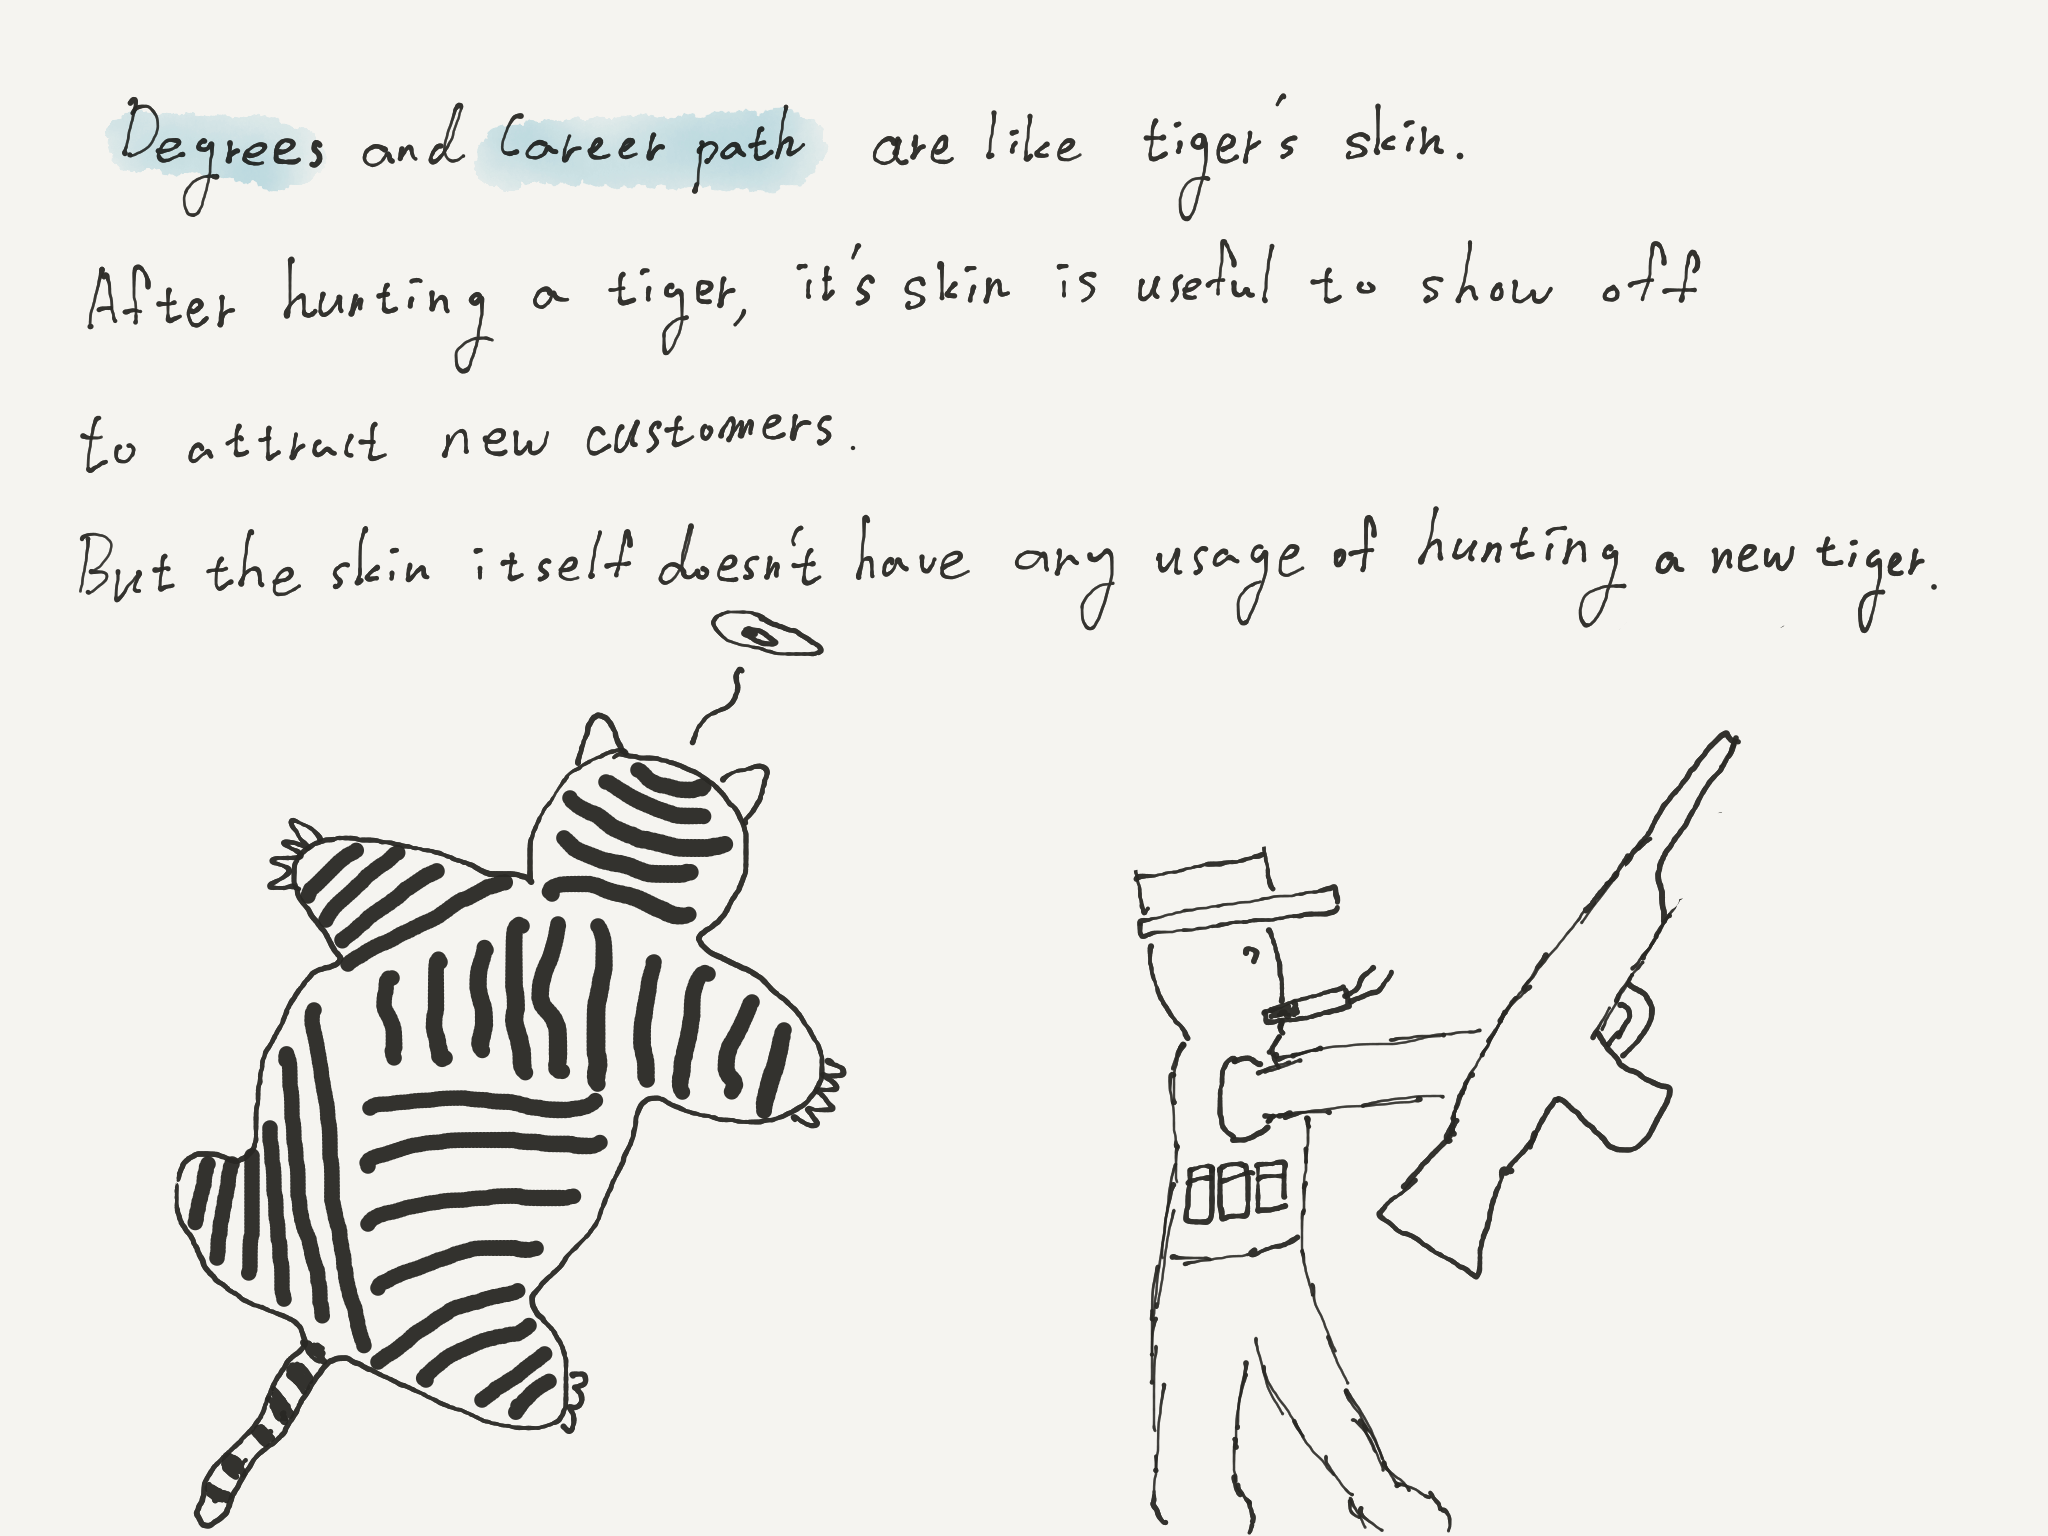 Degrees and Career path are like tiger's skin.
After hunting a tiger, it's skin is useful to show off
to attract new customers.
But the skin itself doesn't have any usage of hunting a new tiger.